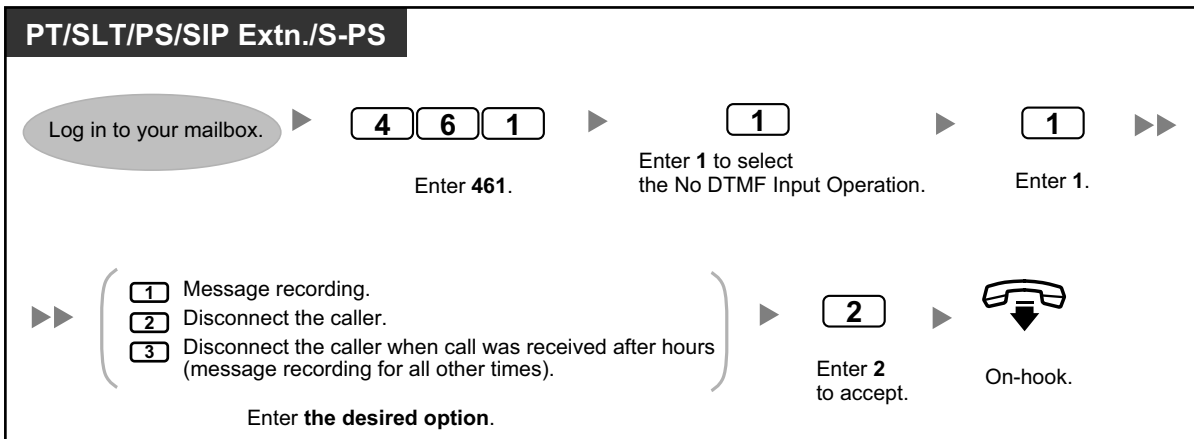 PT/SLT/PS/SIP Extn./S-PS
Log in to your mailbox.
4 6 1
Enter 461.
1
Enter 1 to select
the No DTMF Input Operation.
1
Enter 1.
1 Message recording.
2 Disconnect the caller.
3 Disconnect the caller when call was received after hours
(message recording for all other times).
Enter the desired option.
2
Enter 2
to accept.
On-hook.